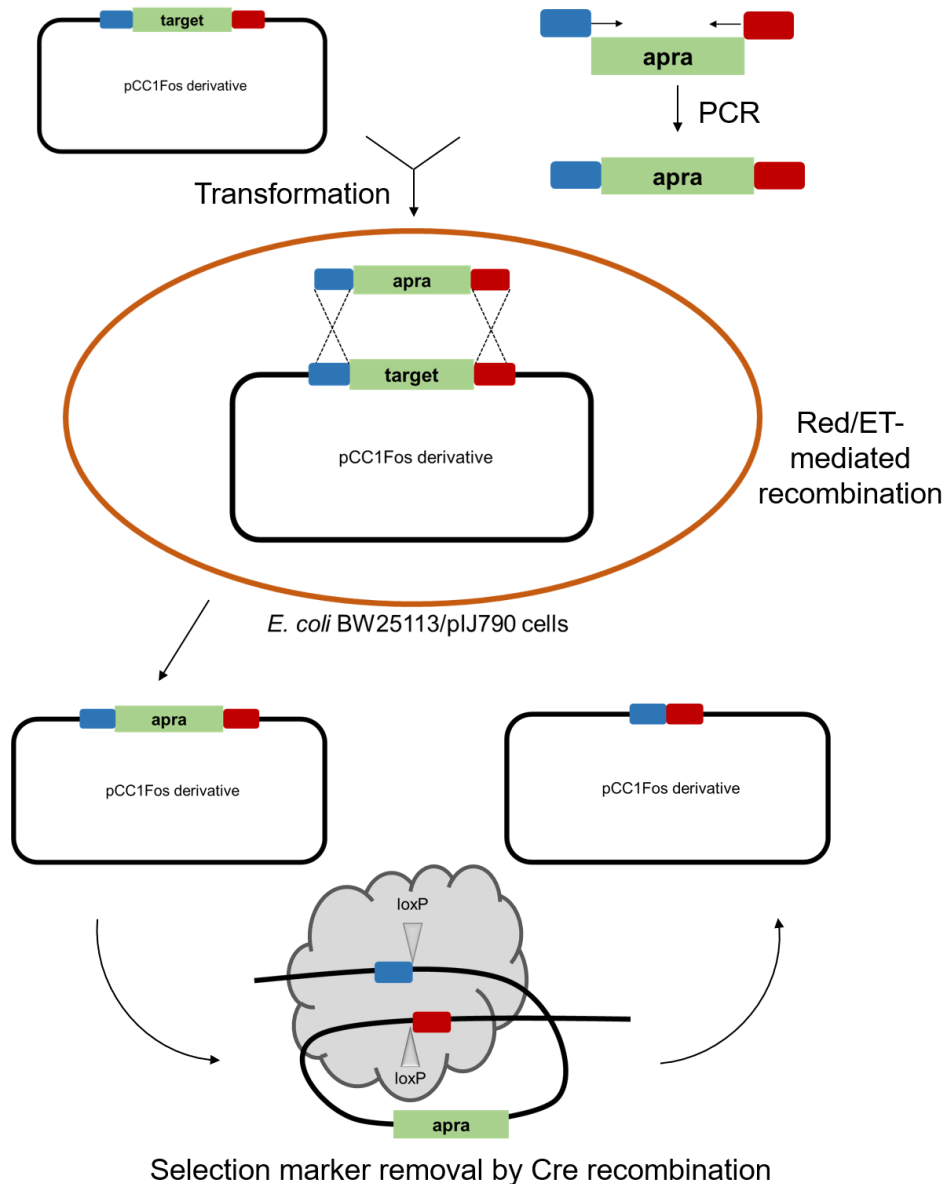 target
pCC1Fos derivative
apra
PCR
apra
Transformation
apra
target
pCC1Fos derivative
Red/ET-
mediated
recombination
E. coli BW25113/pIJ790 cells
apra
pCC1Fos derivative
pCC1Fos derivative
loxP
loxP
apra
Selection marker removal by Cre recombination